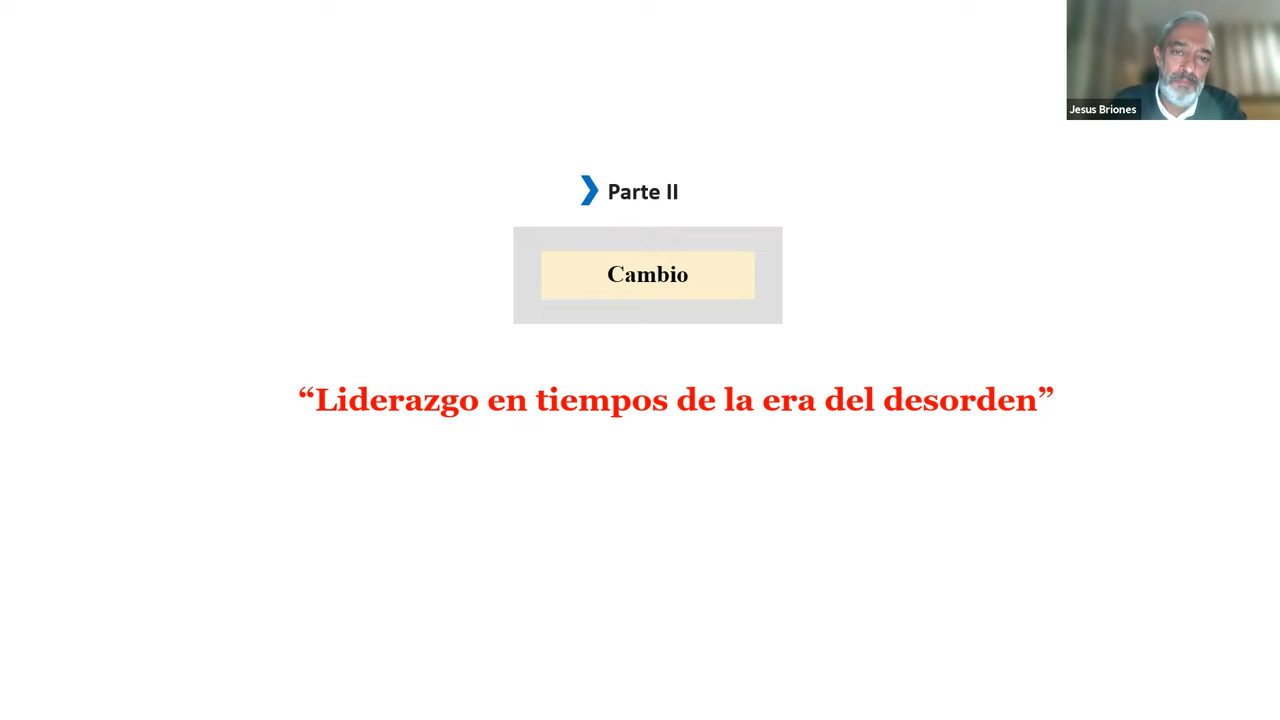 Jesus Briones
Parte II
Cambio
“Liderazgo en tiempos de la era del desorden”